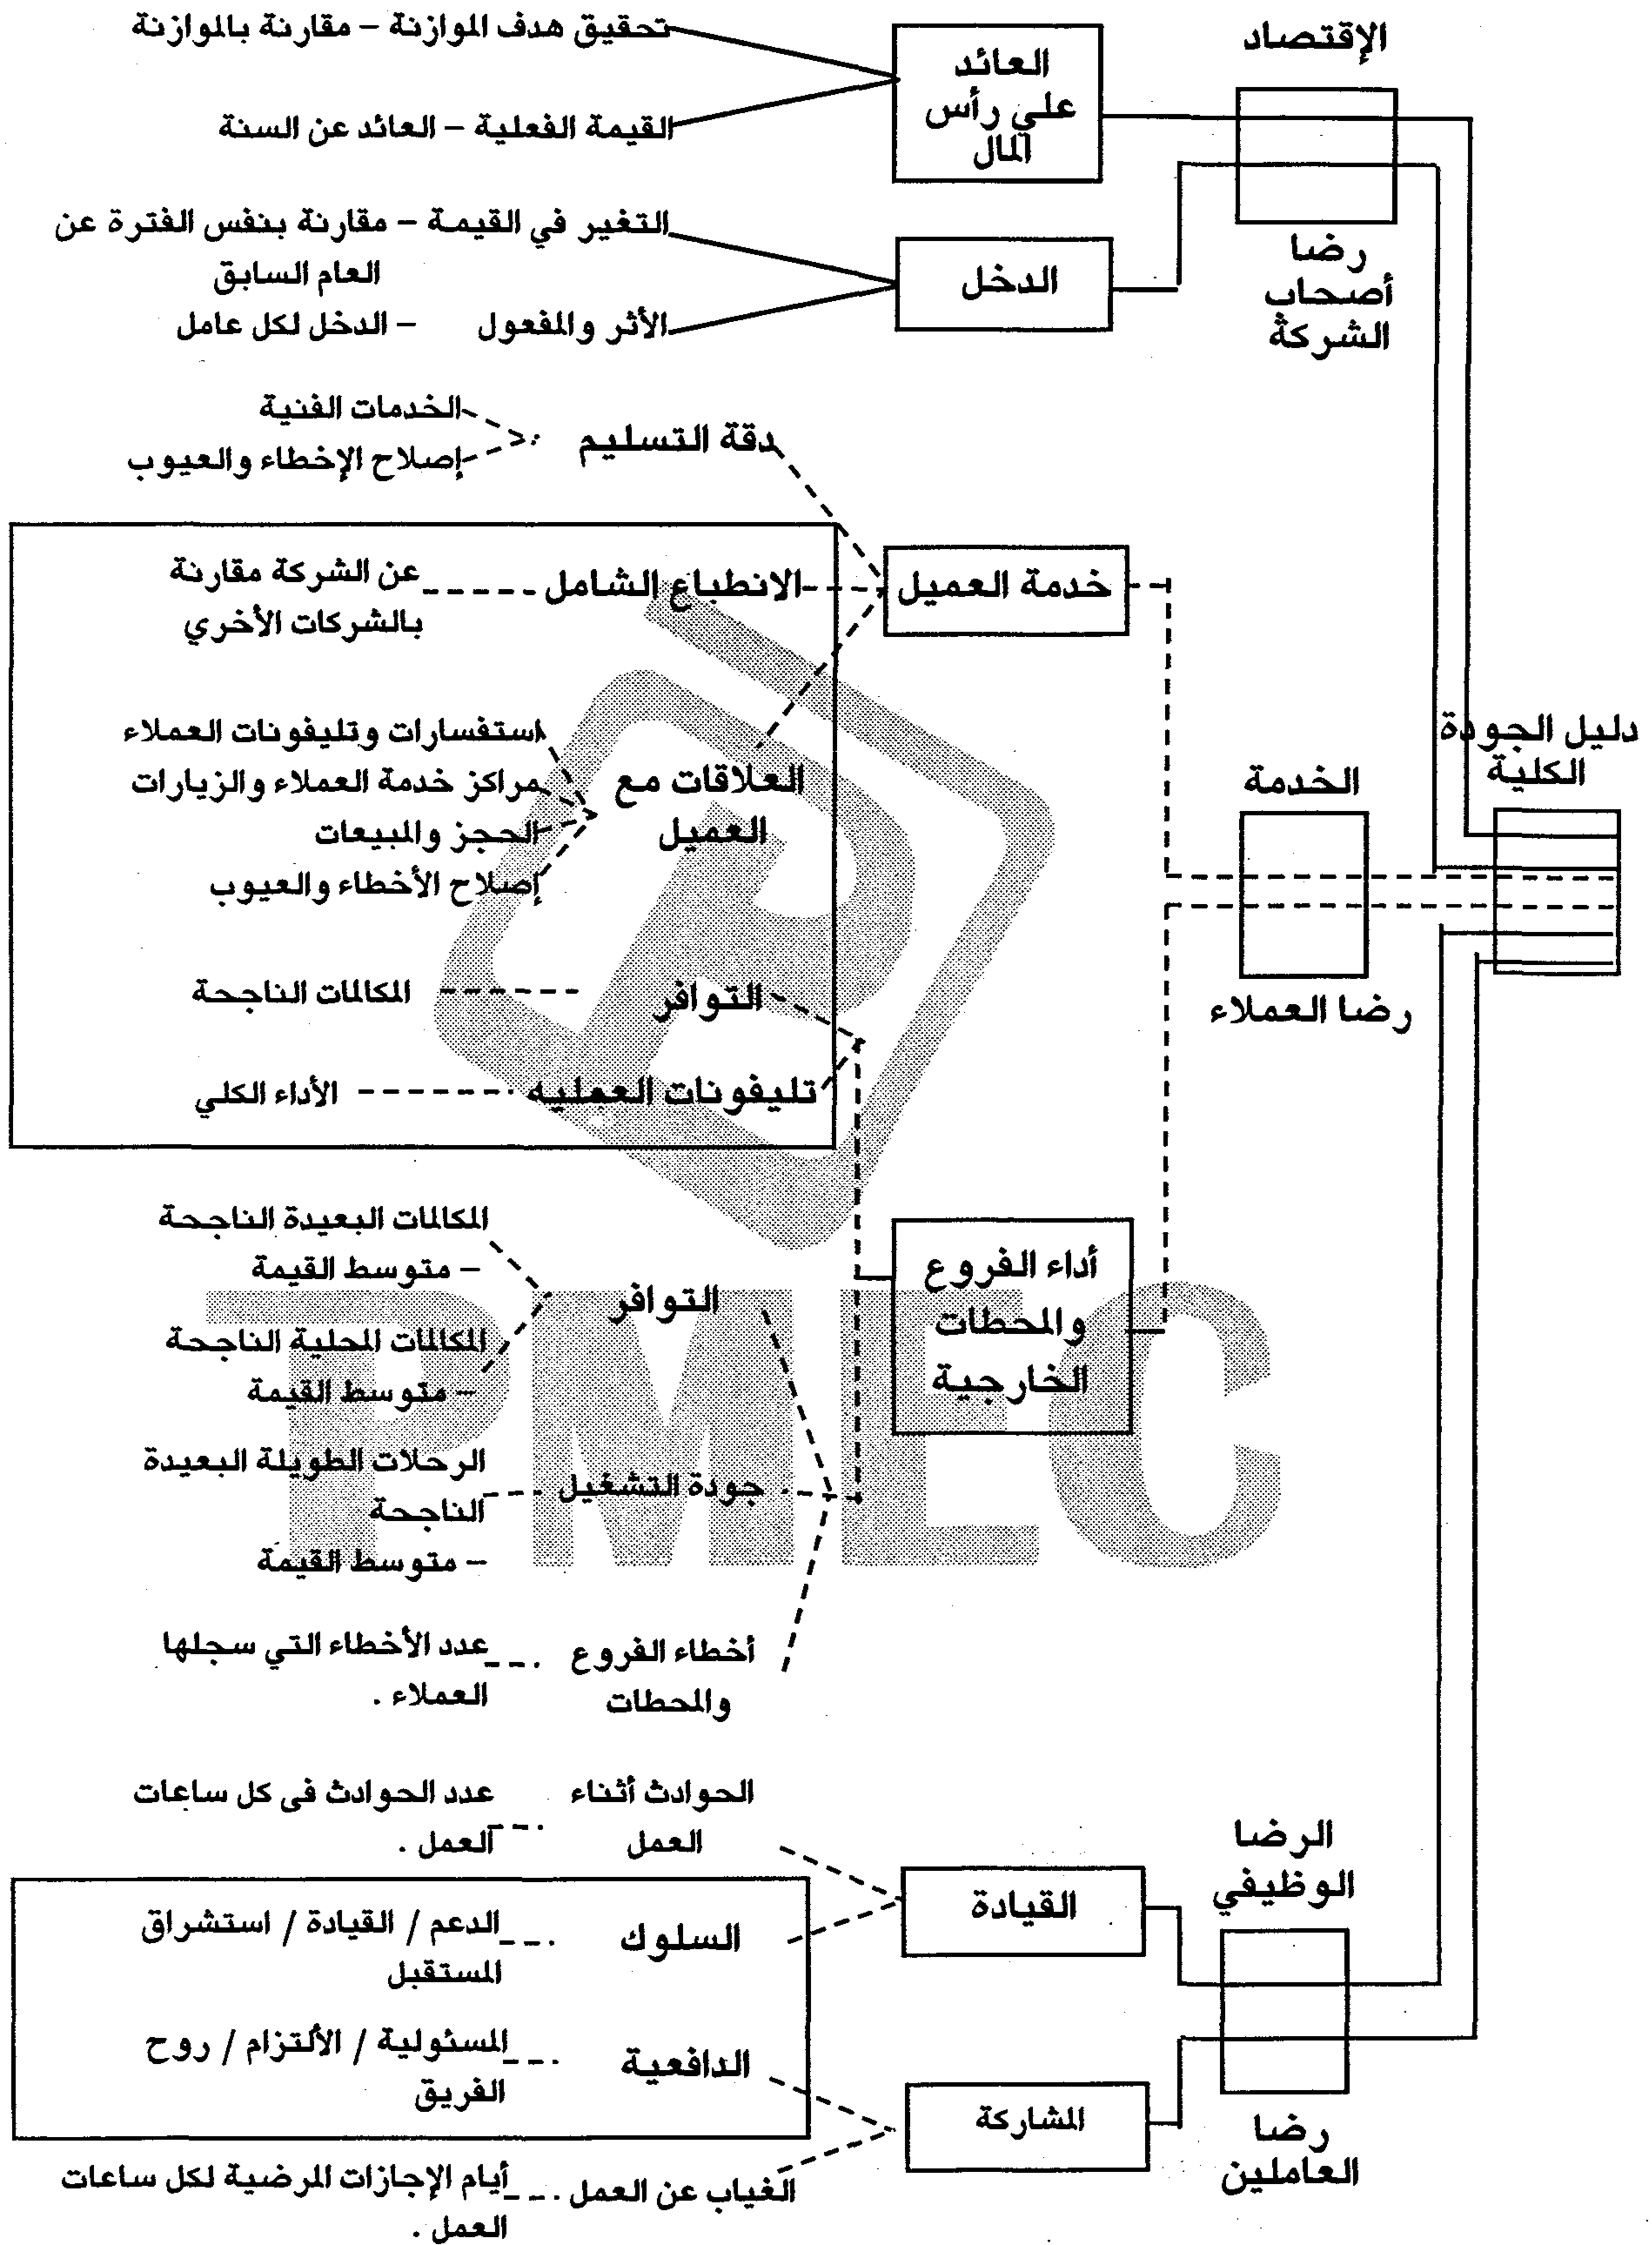 الإقتصاد
رضا
أصحاب
الشركة
العائد
علي رأس
المال
تحقيق هدف الموازنة – مقارنة بالموازنة
القيمة الفعلية – العائد عن السنة
الدخل
التغير في القيمة – مقارنة بنفس الفترة عن
العام السابق
الأثر والمفعول – الدخل لكل عامل
دقة التسليم
الخدمات الفنية
إصلاح الإخطاء والعيوب
خدمة العميل
الانطباع الشامل
عن الشركة مقارنة
بالشركات الأخري
دليل الجودة
الكلية
الخدمة
رضا العملاء
العلاقات مع
العميل
استفسارات وتليفونات العملاء
مراكز خدمة العملاء والزيارات
الحجز والمبيعات
إصلاح الأخطاء والعيوب
التوافر
المكالمات الناجحة
تليفونات العمليه
الأداء الكلي
أداء الفروع
والمحطات
الخارجية
التوافر
المكالمات البعيدة الناجحة
– متوسط القيمة
المكالمات المحلية الناجحة
– متوسط القيمة
جودة التشغيل
الرحلات الطويلة البعيدة
الناجحة
– متوسط القيمة
أخطاء الفروع
والمحطات
عدد الأخطاء التي سجلها
العملاء .
الحوادث أثناء
العمل
عدد الحوادث فى كل ساعات
العمل .
الرضا
الوظيفي
رضا
العاملين
القيادة
السلوك
الدعم / القيادة / استشراق
المستقبل
الدافعية
المسئولية / الألتزام / روح
الفريق
المشاركة
الغياب عن العمل
أيام الإجازات المرضية لكل ساعات
العمل .
PMEC